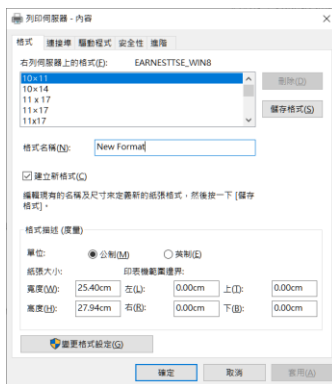 列印伺服器 - 內容
格式 連接埠 驅動程式 安全性 進階
右列伺服器上的格式(F): EARNESTTSE_WIN8
10×11
10×14
11 x 17
11×17
11x17
刪除(D)
儲存格式(S)
格式名稱(N): New Format
建立新格式(C)
編輯現有的名稱及尺寸來定義新的紙張格式，然後按一下 [儲存
格式]。
格式描述 (度量)
單位: 公制(M) 英制(E)
紙張大小: 印表機範圍邊界:
寬度(W): 25.40cm 左(L): 0.00cm 上(T): 0.00cm
高度(H): 27.94cm 右(R): 0.00cm 下(B): 0.00cm
變更格式設定(G)
確定 取消 套用(A)